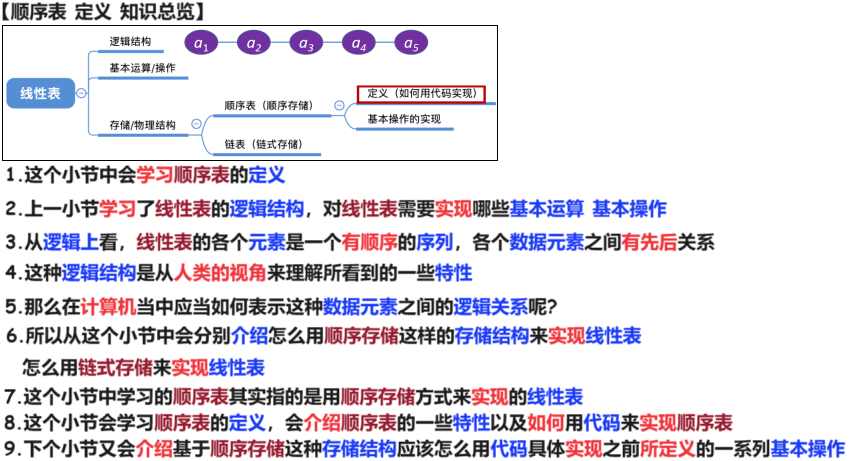 【顺序表 定义 知识总览】
逻辑结构
a1 a2 a3 a4 a5
基本运算/操作
线性表
定义（如何用代码实现）
顺序表（顺序存储）
基本操作的实现
存储/物理结构
链表（链式存储）
1.这个小节中会学习顺序表的定义
2.上一小节学习了线性表的逻辑结构，对线性表需要实现哪些基本运算 基本操作
3.从逻辑上看，线性表的各个元素是一个有顺序的序列，各个数据元素之间有先后关系
4.这种逻辑结构是从人类的视角来理解所看到的一些特性
5.那么在计算机当中应当如何表示这种数据元素之间的逻辑关系呢?
6.所以从这个小节中会分别介绍怎么用顺序存储这样的存储结构来实现线性表
怎么用链式存储来实现线性表
7.这个小节中学习的顺序表其实指的是用顺序存储方式来实现的线性表
8.这个小节会学习顺序表的定义，会介绍顺序表的一些特性以及如何用代码来实现顺序表
9.下个小节又会介绍基于顺序存储这种存储结构应该怎么用代码具体实现之前所定义的一系列基本操作